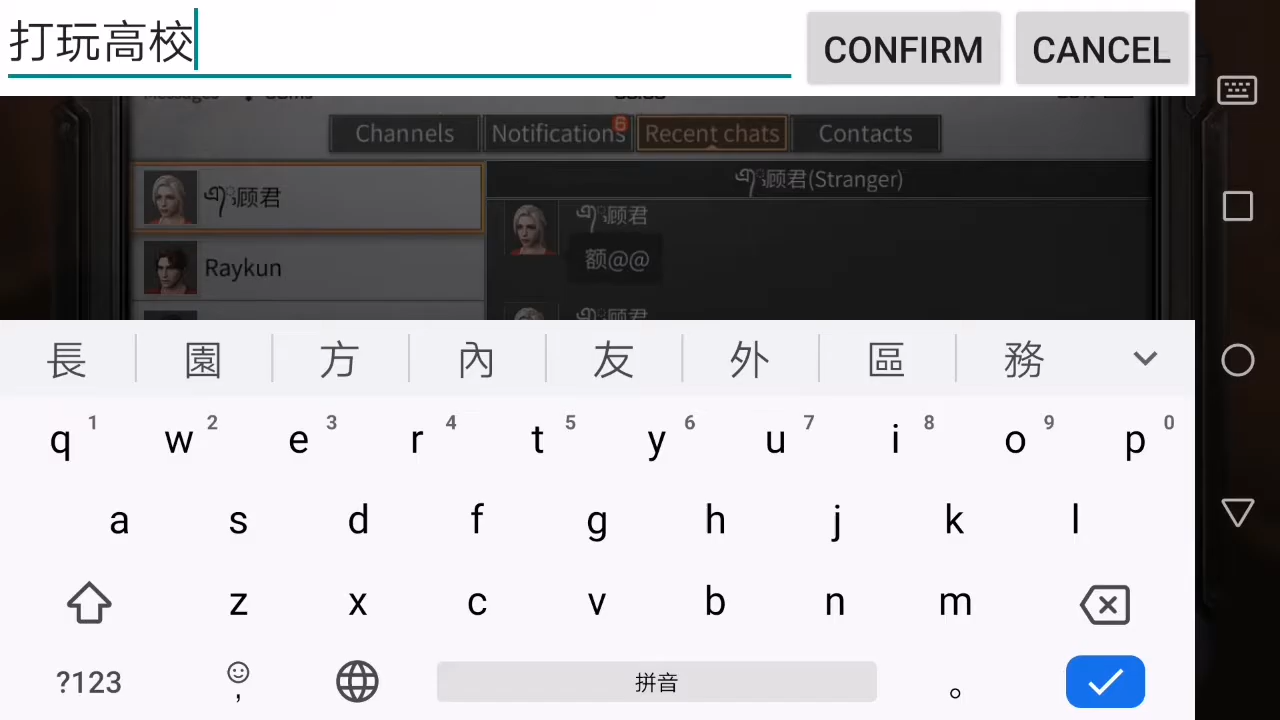 打玩高校
CONFIRM
CANCEL
Channels
Notifications
6
Recent chats
Contacts
顾君
Raykun
顾君(Stranger)
顾君
额@@
顾君
長 園 方 內 友 外 區 務
q 1 w 2 e 3 r 4 t 5 y 6 u 7 i 8 o 9 p 0
a s d f g h j k l
z x c v b n m
?123 , 拼音 。